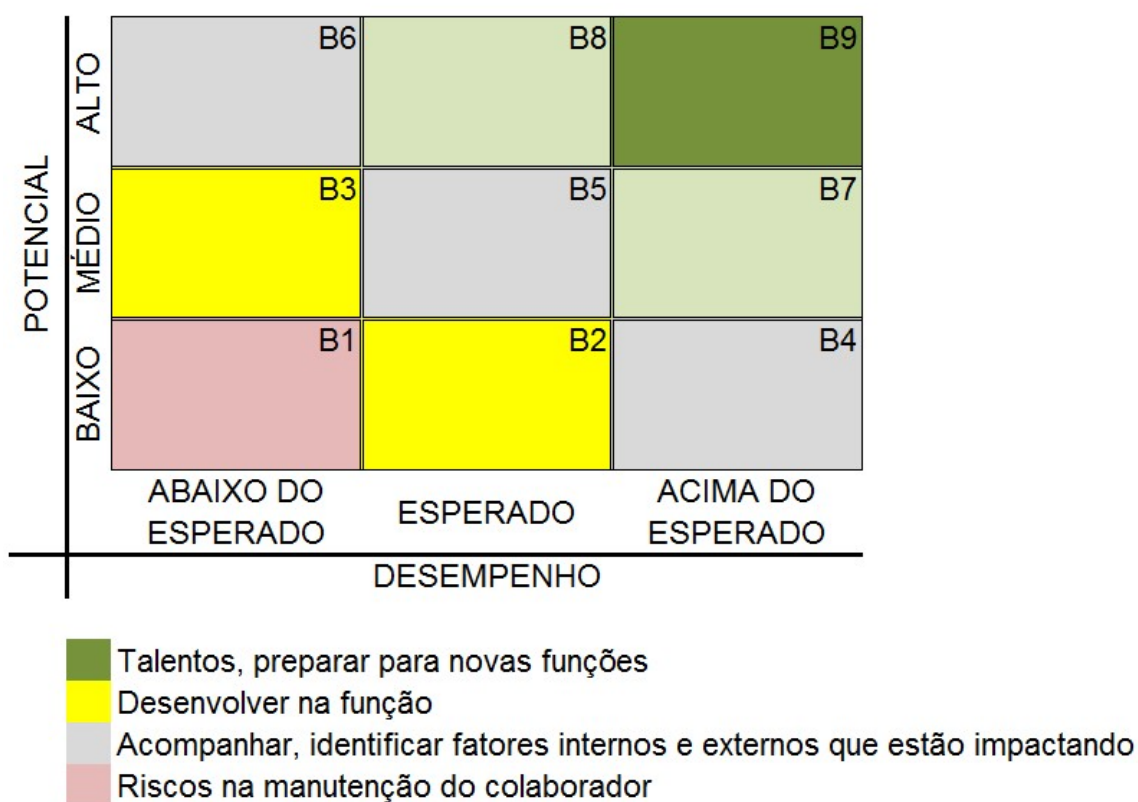 B6
B8
B9
ALTO
B3
B5
B7
MÉDIO
POTENCIAL
B1
B2
B4
BAIXO
ABAIXO DO
ESPERADO
ESPERADO
ACIMA DO
ESPERADO
DESEMPENHO
Talentos, preparar para novas funções
Desenvolver na função
Acompanhar, identificar fatores internos e externos que estão impactando
Riscos na manutenção do colaborador